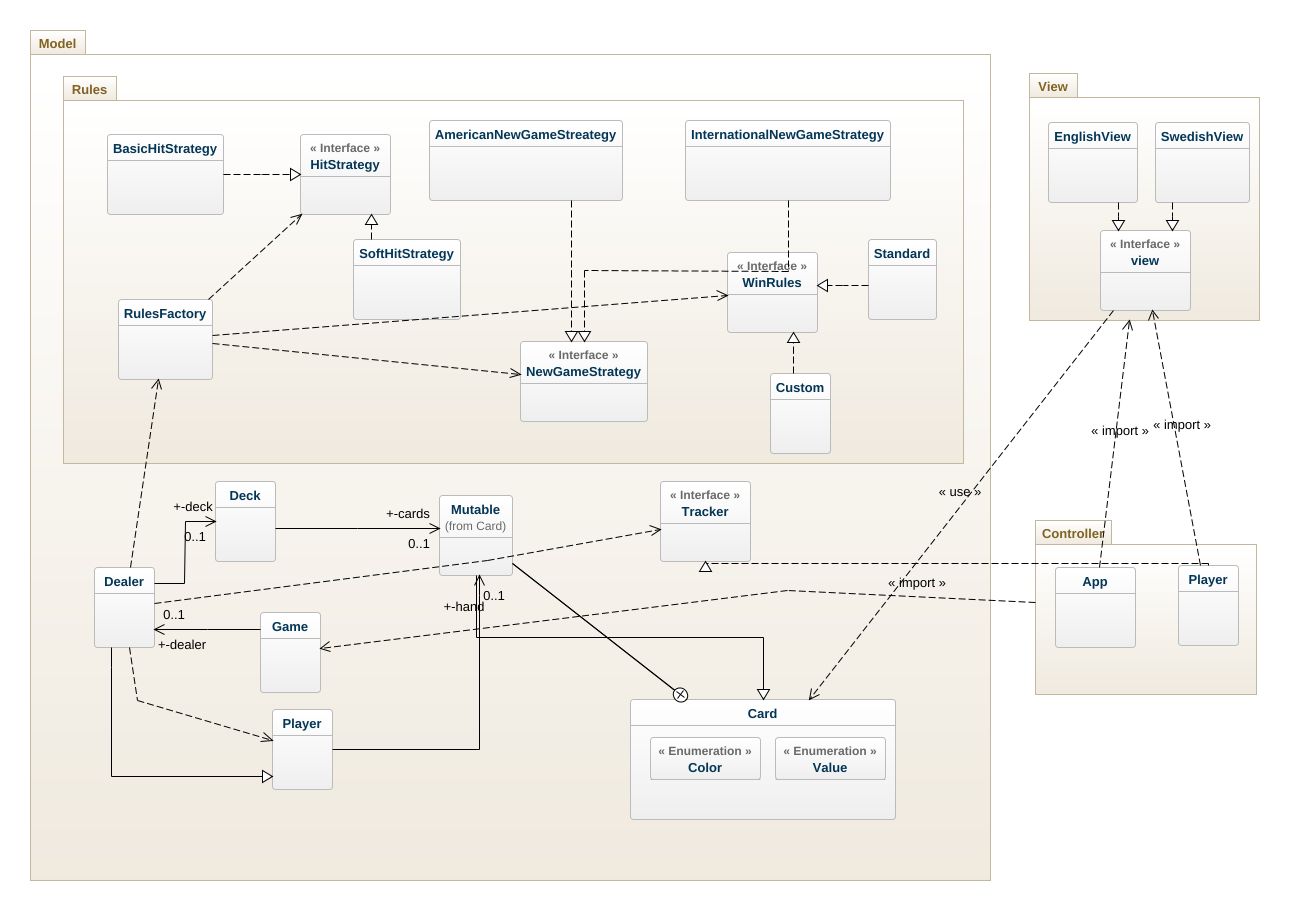 Model
Rules
BasicHitStrategy
« Interface »
HitStrategy
AmericanNewGameStreategy
InternationalNewGameStrategy
SoftHitStrategy
« Interface »
WinRules
Standard
RulesFactory
« Interface »
NewGameStrategy
Custom
View
EnglishView
SwedishView
« Interface »
view
« import »
« import »
« use »
« import »
Deck
+-deck
0..1
+-cards
0..1
Mutable
(from Card)
« Interface »
Tracker
Dealer
0..1
+-dealer
Game
+-hand
0..1
Player
Card
« Enumeration »
Color
« Enumeration »
Value
Controller
App
Player